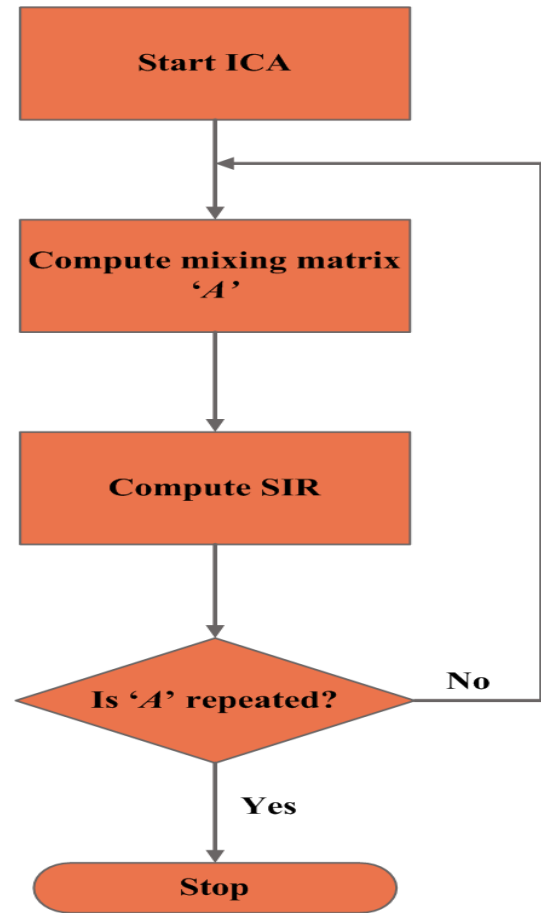 Start ICA
Compute mixing matrix
‘A’
Compute SIR
Is ‘A’ repeated?
No
Yes
Stop